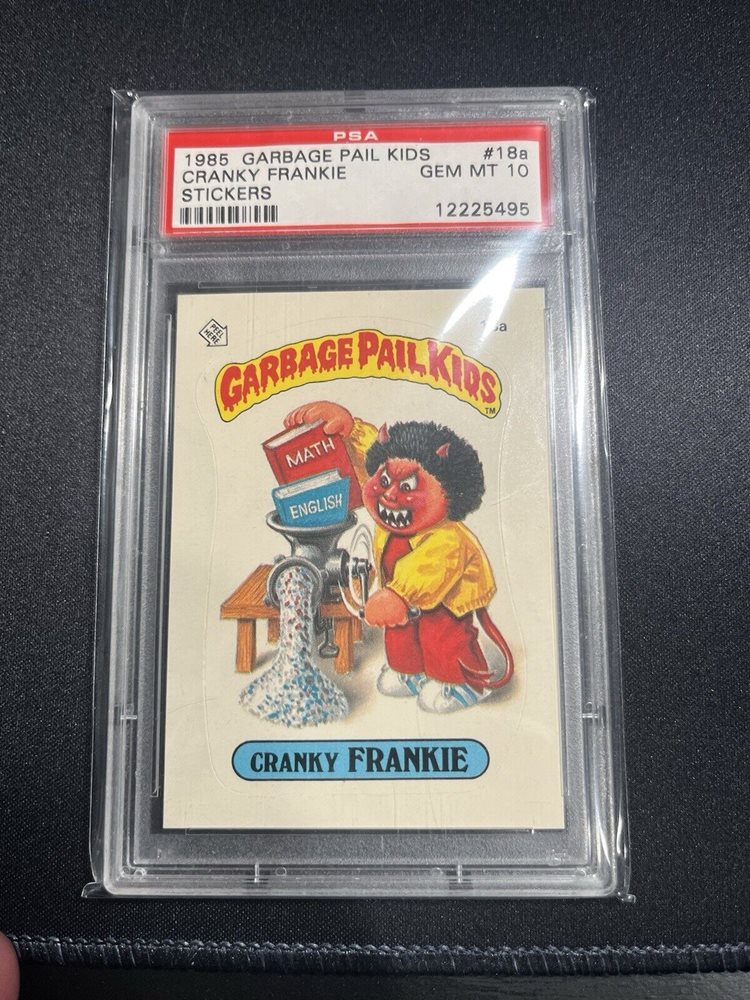 PSA
1985 GARBAGE PAIL KIDS #18a
CRANKY FRANKIE GEM MT 10
STICKERS
12225495
PEEL HERE
18a
GARBAGE PAIL KIDS
TM
MATH
ENGLISH
CRANKY FRANKIE